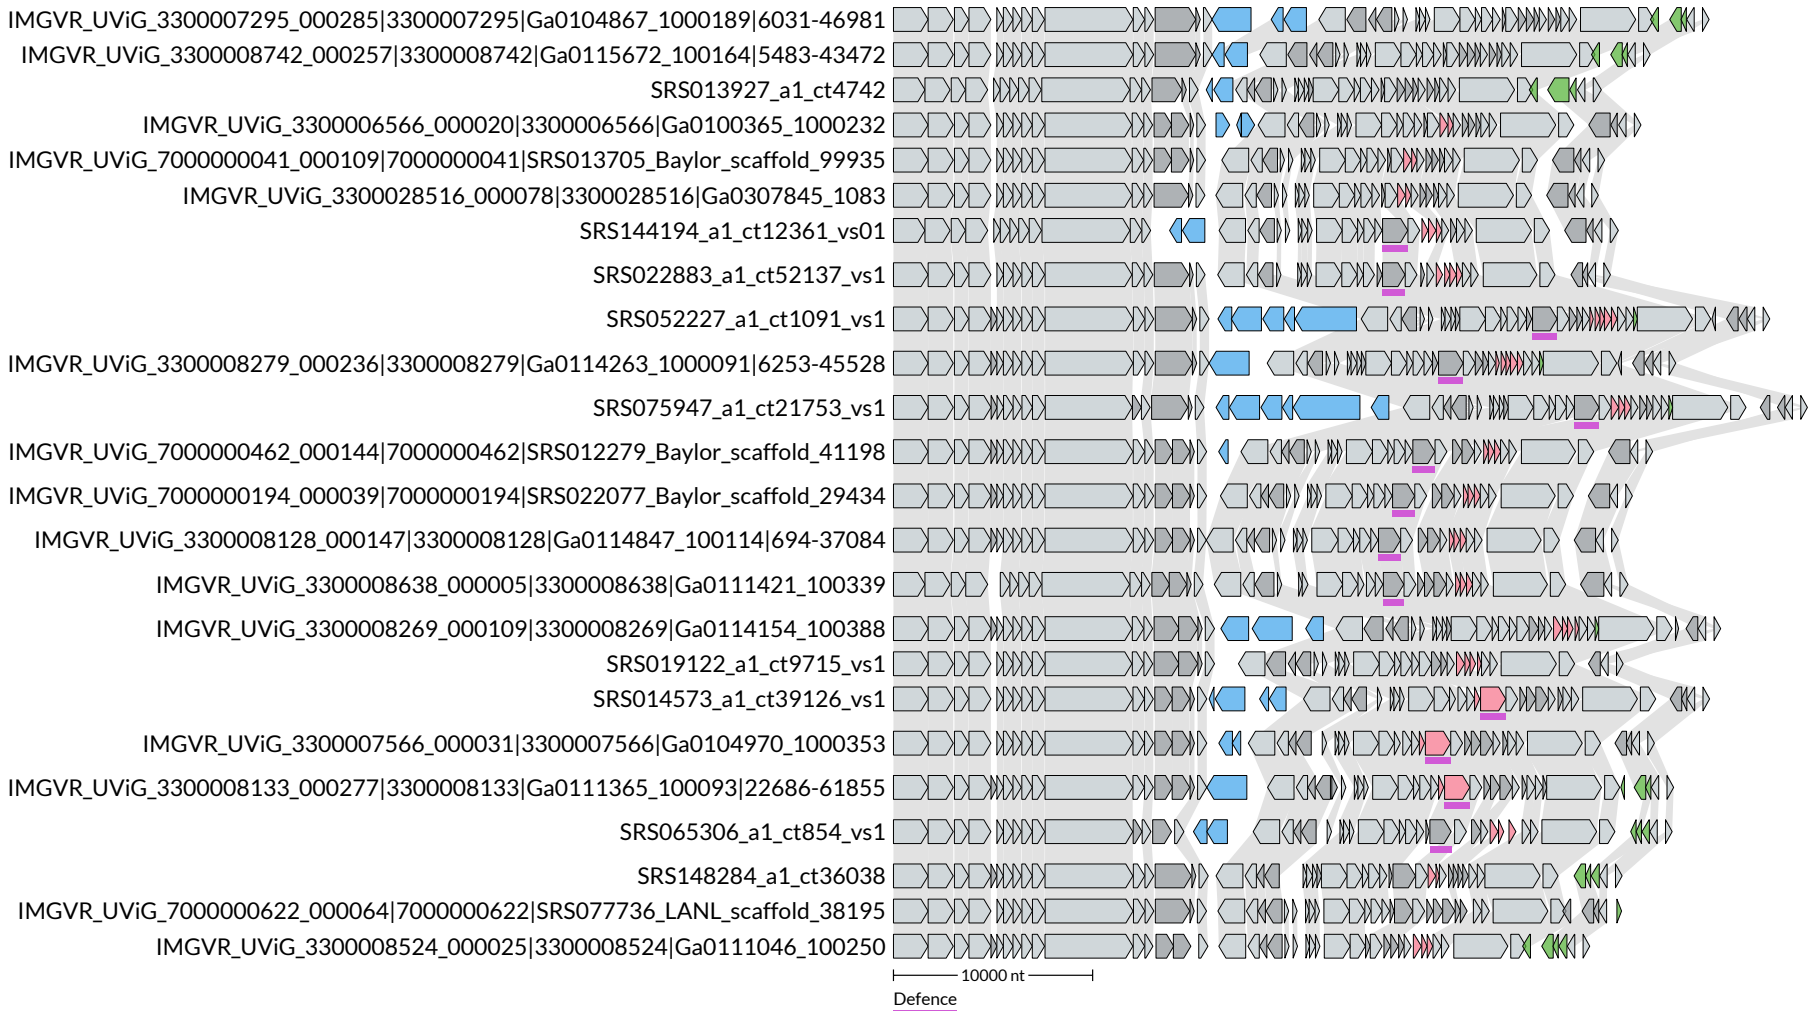 IMGVR_UViG_3300007295_000285|3300007295|Ga0104867_1000189|6031-46981
IMGVR_UViG_3300008742_000257|3300008742|Ga0115672_100164|5483-43472
SRS013927_a1_ct4742
IMGVR_UViG_3300006566_000020|3300006566|Ga0100365_1000232
IMGVR_UViG_7000000041_000109|7000000041|SRS013705_Baylor_scaffold_99935
IMGVR_UViG_3300028516_000078|3300028516|Ga0307845_1083
SRS144194_a1_ct12361_vs01
SRS022883_a1_ct52137_vs1
SRS052227_a1_ct1091_vs1
IMGVR_UViG_3300008279_000236|3300008279|Ga0114263_1000091|6253-45528
SRS075947_a1_ct21753_vs1
IMGVR_UViG_7000000462_000144|7000000462|SRS012279_Baylor_scaffold_41198
IMGVR_UViG_7000000194_000039|7000000194|SRS022077_Baylor_scaffold_29434
IMGVR_UViG_3300008128_000147|3300008128|Ga0114847_100114|694-37084
IMGVR_UViG_3300008638_000005|3300008638|Ga0111421_100339
IMGVR_UViG_3300008269_000109|3300008269|Ga0114154_100388
SRS019122_a1_ct9715_vs1
SRS014573_a1_ct39126_vs1
IMGVR_UViG_3300007566_000031|3300007566|Ga0104970_1000353
IMGVR_UViG_3300008133_000277|3300008133|Ga0111365_100093|22686-61855
SRS065306_a1_ct854_vs1
SRS148284_a1_ct36038
IMGVR_UViG_7000000622_000064|7000000622|SRS077736_LANL_scaffold_38195
IMGVR_UViG_3300008524_000025|3300008524|Ga0111046_100250
10000 nt
Defence